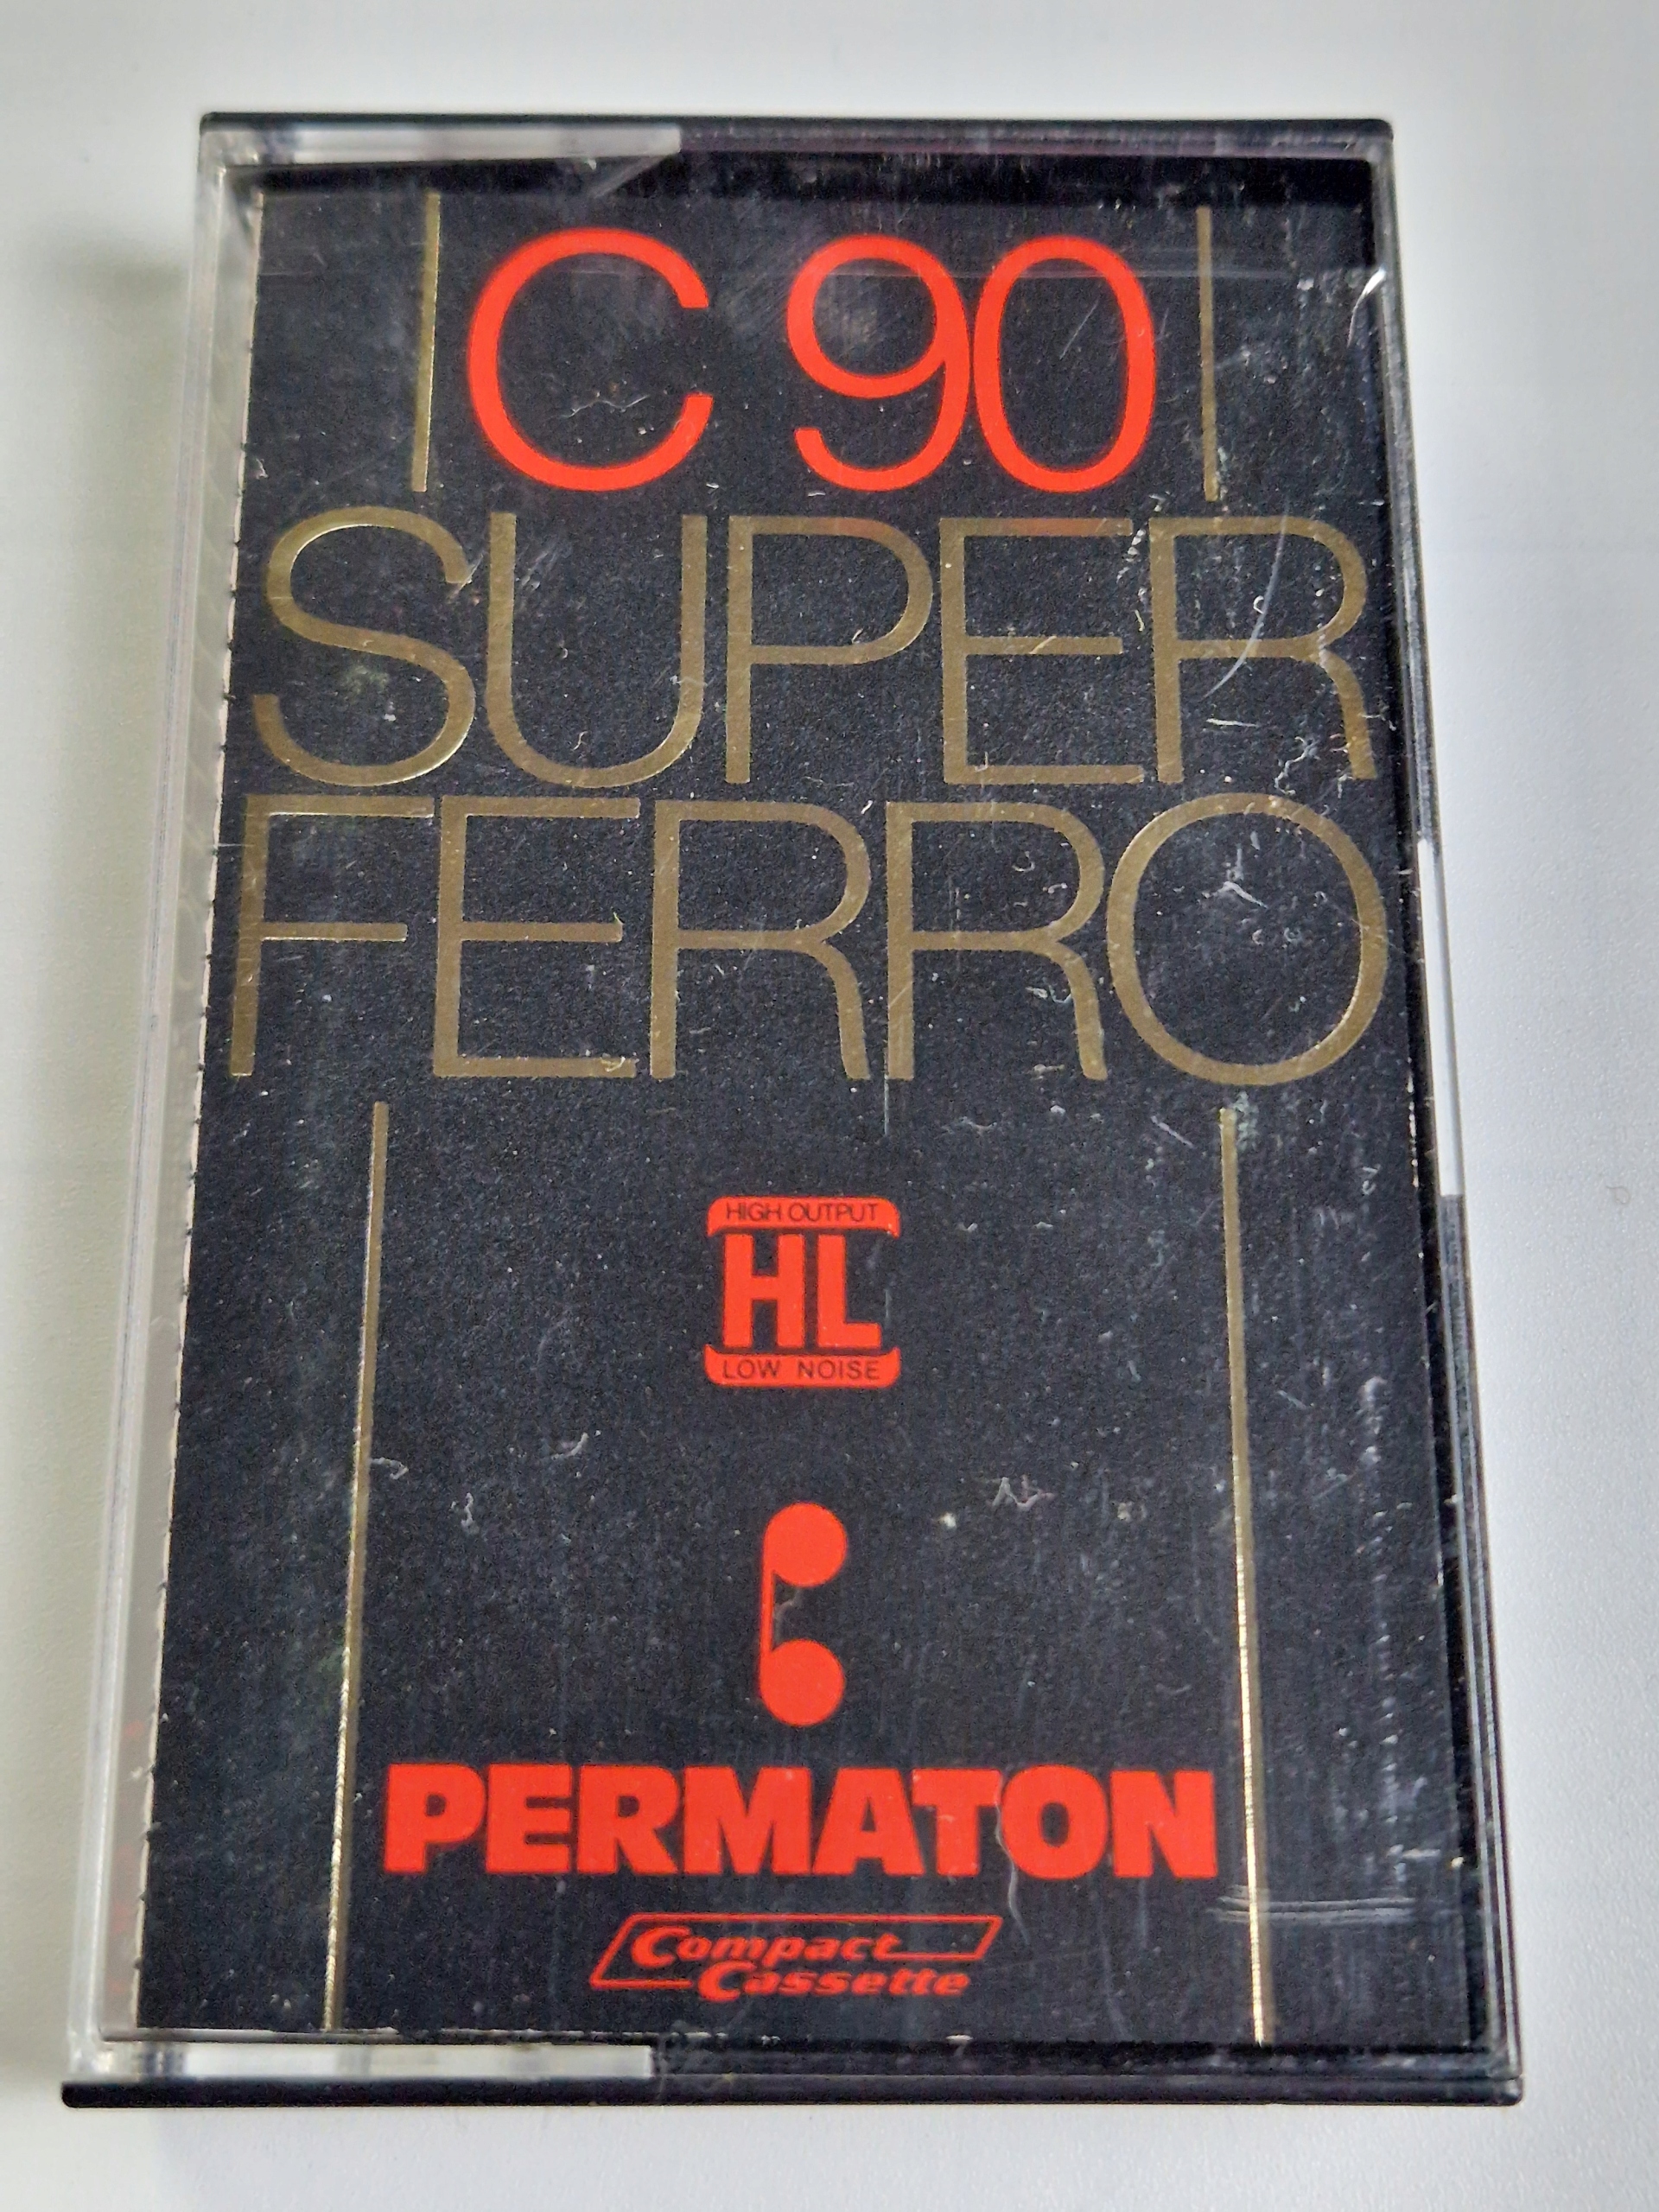 C 90
SUPER
FERRO
HIGH OUTPUT
HL
LOW NOISE
PERMATON
Compact
Cassette